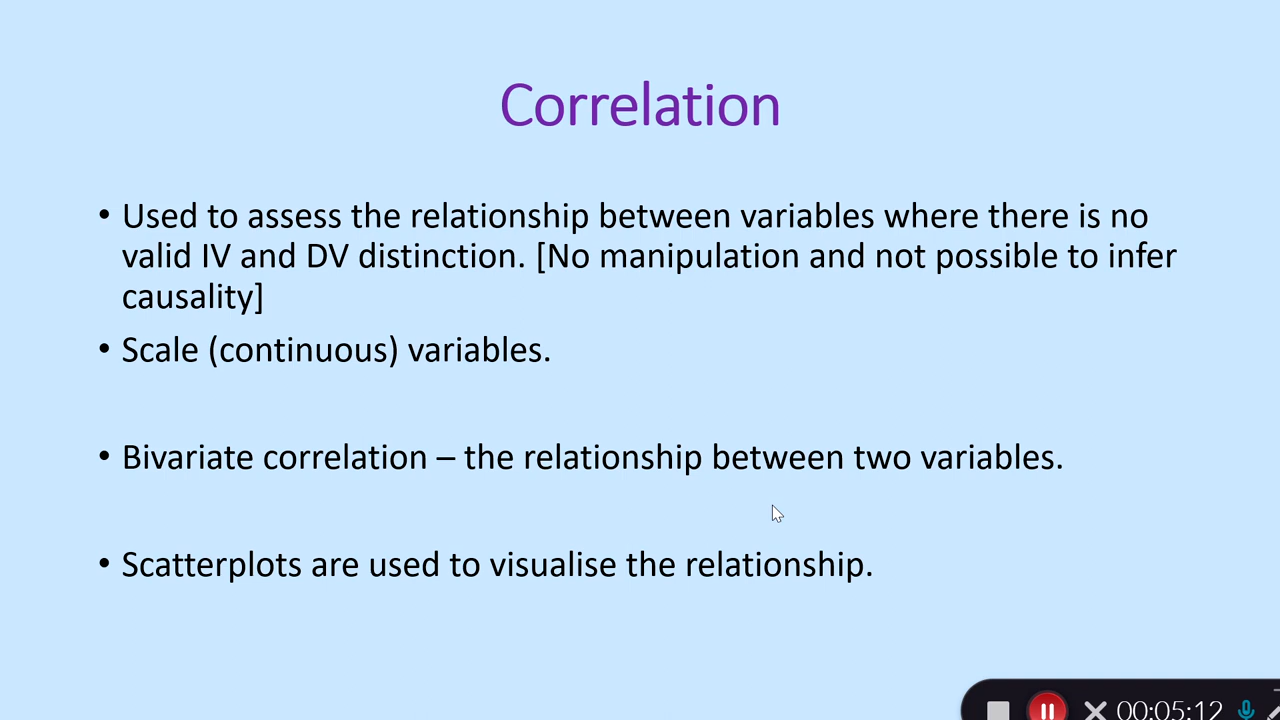 Correlation
• Used to assess the relationship between variables where there is no
valid IV and DV distinction. [No manipulation and not possible to infer
causality]
• Scale (continuous) variables.
• Bivariate correlation – the relationship between two variables.
• Scatterplots are used to visualise the relationship.
00:05:12